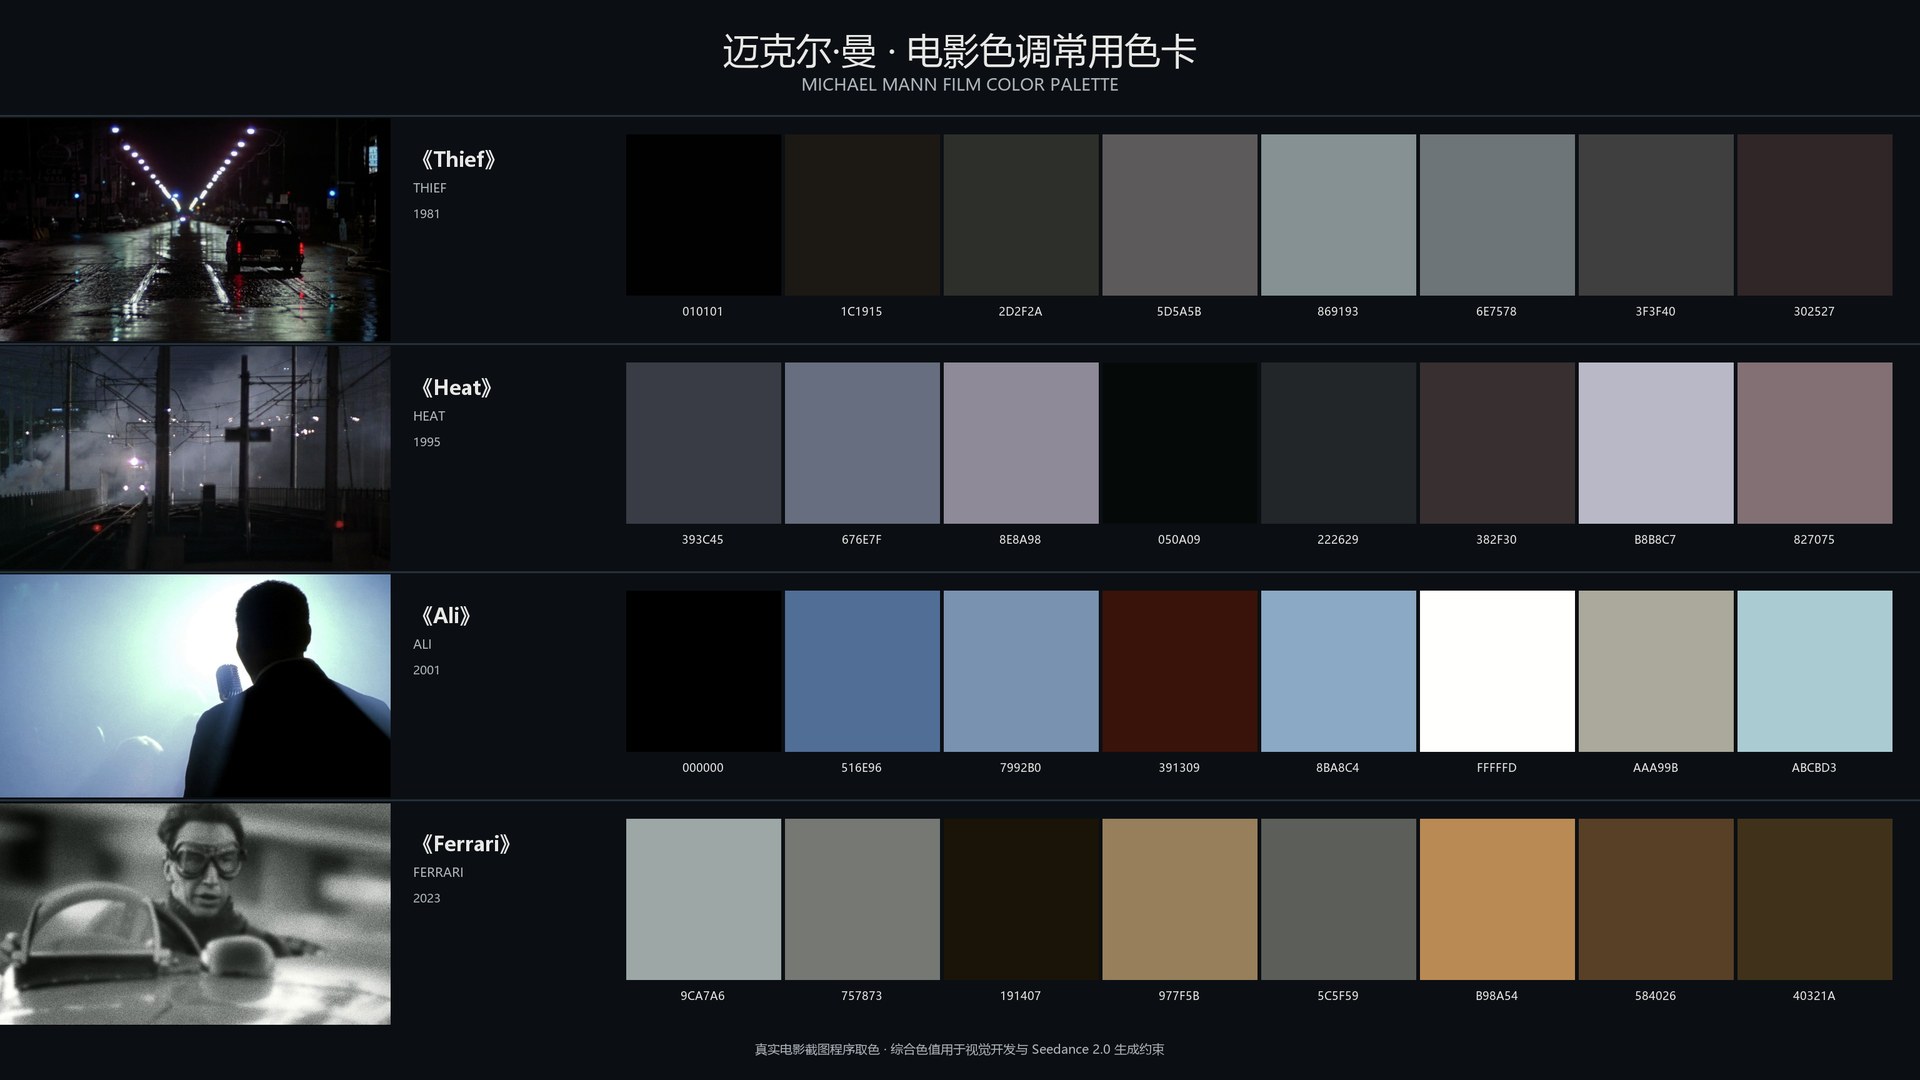 迈克尔·曼 · 电影色调常用色卡
MICHAEL MANN FILM COLOR PALETTE
《Thief》
THIEF
1981
010101 1C1915 2D2F2A 5D5A5B 869193 6E7578 3F3F40 302527
《Heat》
HEAT
1995
393C45 676E7F 8E8A98 050A09 222629 382F30 B8B8C7 827075
《Ali》
ALI
2001
000000 516E96 7992B0 391309 8BA8C4 FFFFFD AAA99B ABCBD3
《Ferrari》
FERRARI
2023
9CA7A6 757873 191407 977F5B 5C5F59 B98A54 584026 40321A
真实电影截图程序取色 · 综合色值用于视觉开发与 Seedance 2.0 生成约束